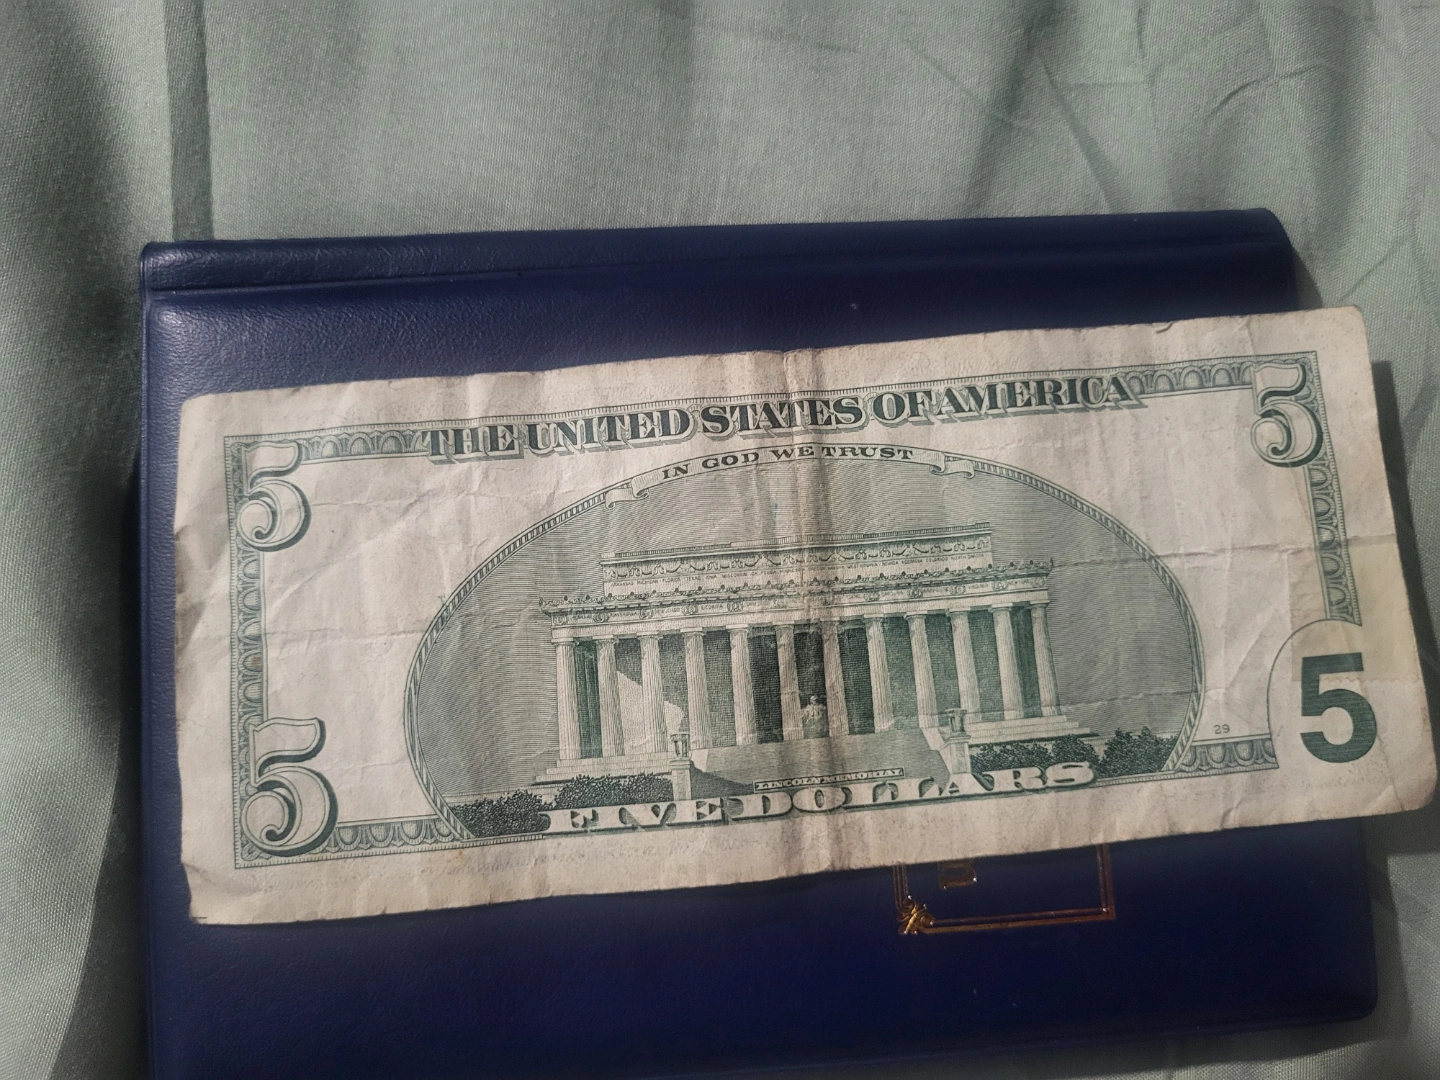 THE UNITED STATES OF AMERICA
5
5
IN GOD WE TRUST
LINCOLN MEMORIAL
29
5
5
FIVE DOLLARS